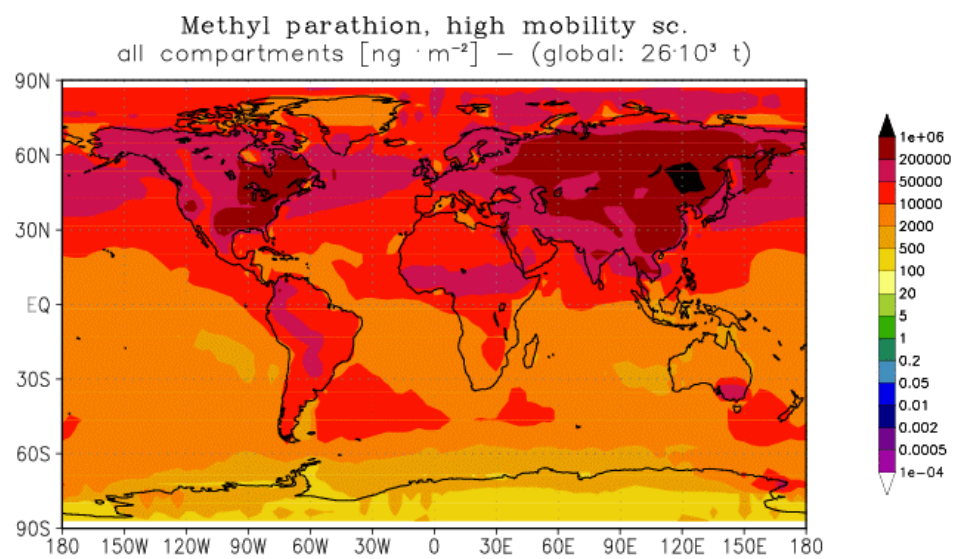 Methyl parathion, high mobility sc.
all compartments [ng ·m⁻²] – (global: 26·10³ t)
90N
60N
30N
EQ
30S
60S
90S
180 150W 120W 90W 60W 30W 0 30E 60E 90E 120E 150E 180
1e+06
200000
50000
10000
2000
500
100
20
5
1
0.2
0.05
0.01
0.002
0.0005
1e-04